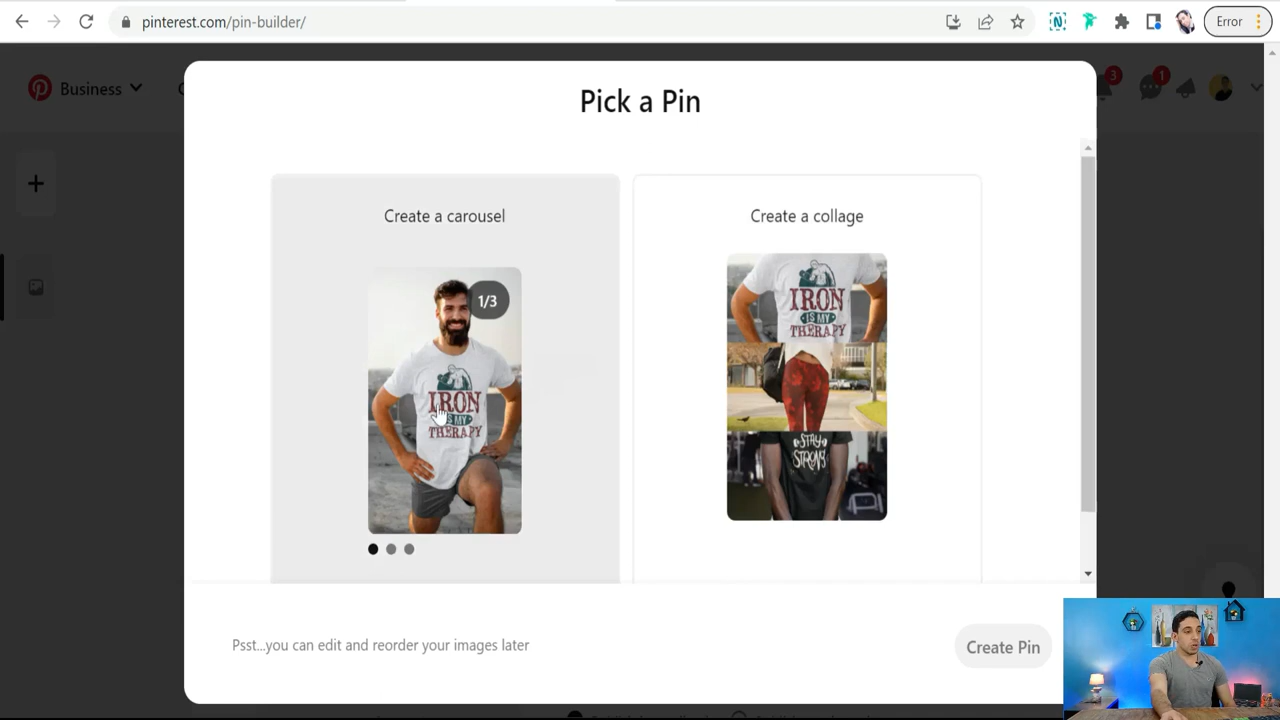 pinterest.com/pin-builder/
Error
Business
3
1
Pick a Pin
Create a carousel
Create a collage
1/3
IRON
IS MY
THERAPY
IRON
IS MY
THERAPY
STAY
STRONG
Psst...you can edit and reorder your images later
Create Pin